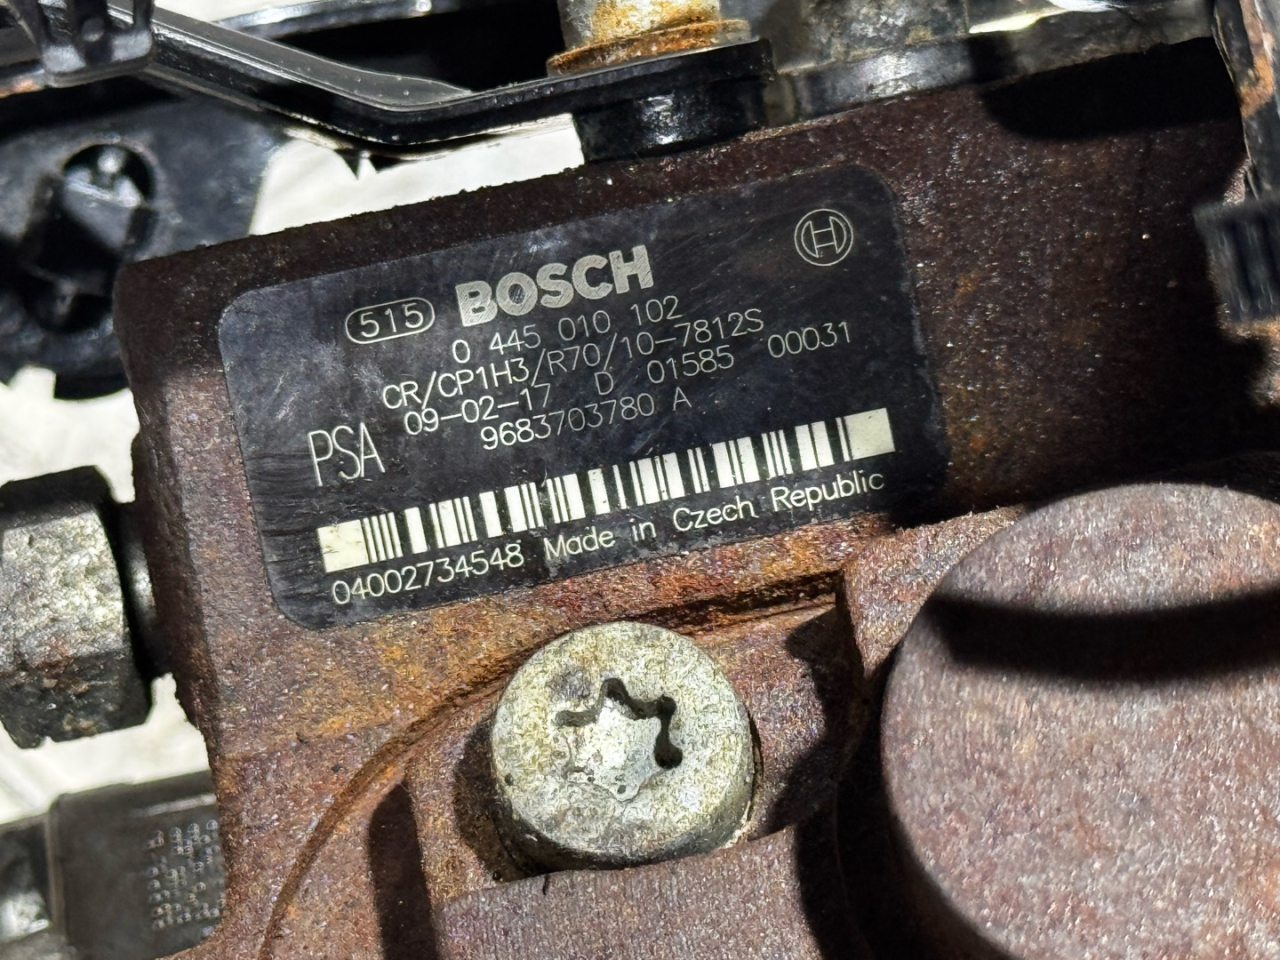 515 BOSCH
0 445 010 102
CR/CP1H3/R70/10-7812S
09-02-17 D 01585 00031
PSA 9683703780 A
04002734548 Made in Czech Republic